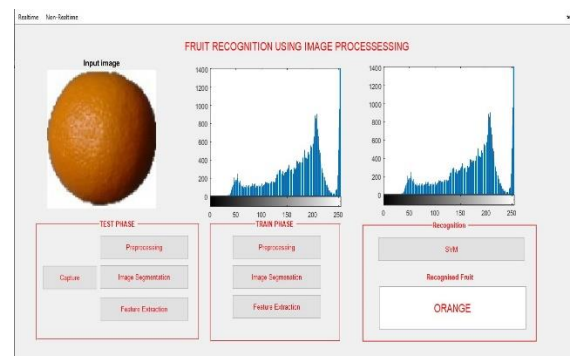 Realtime Non-Realtime
FRUIT RECOGNITION USING IMAGE PROCESSESSING
Input image
1400
1200
1000
800
600
400
200
0
0 50 100 150 200 250
1400
1200
1000
800
600
400
200
0
0 50 100 150 200 250
TEST PHASE
Preprocessing
Capture
Image Segmentation
Feature Extraction
TRAIN PHASE
Preprocessing
Image Segmenation
Feature Extraction
Recognition
SVM
Recognised Fruit
ORANGE